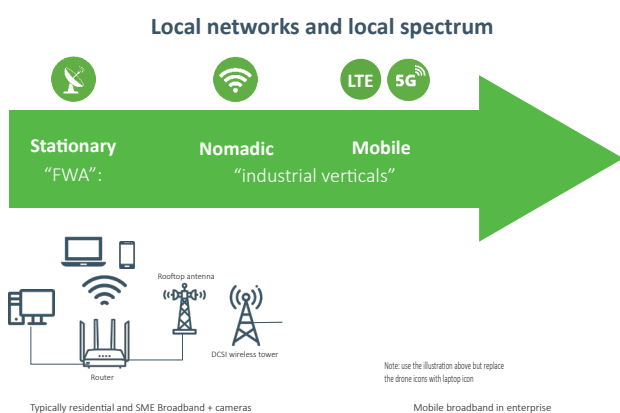 Local networks and local spectrum
LTE
5G
Stationary
Nomadic
Mobile
“FWA”:
“industrial verticals”
Rooftop antenna
DCSI wireless tower
Router
Note: use the illustration above but replace
the drone icons with laptop icon
Typically residential and SME Broadband + cameras
Mobile broadband in enterprise